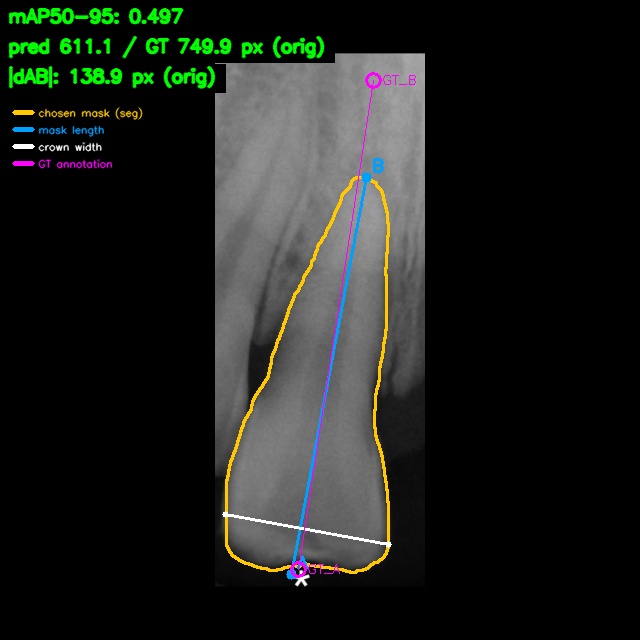 mAP50-95: 0.497
pred 611.1 / GT 749.9 px (orig)
|dAB|: 138.9 px (orig)
chosen mask (seg)
mask length
crown width
GT annotation
GT_B
B
GT_A